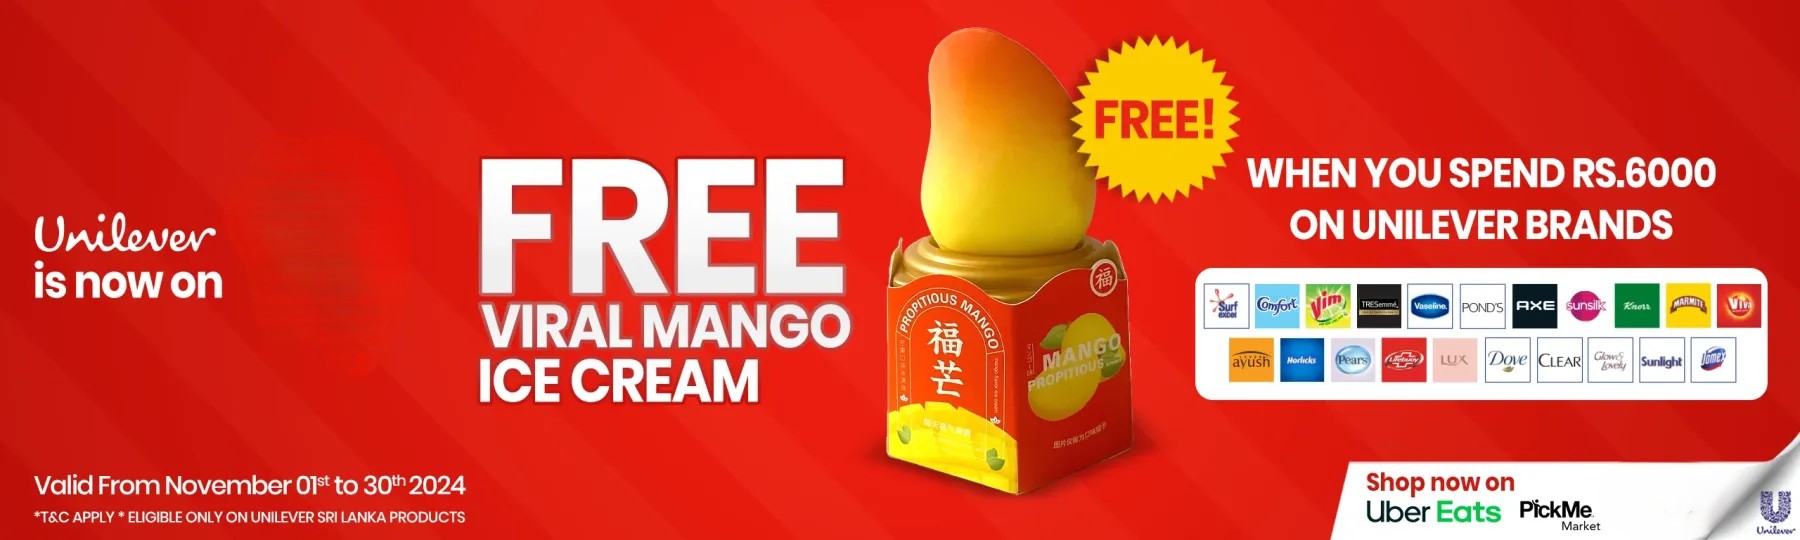 Unilever
is now on
FREE
VIRAL MANGO
ICE CREAM
FREE!
PROPITIOUS MANGO
福芒
福
MANGO
PROPITIOUS
WHEN YOU SPEND RS.6000
ON UNILEVER BRANDS
Surf excel
Comfort
Vim
TRESemmé
Vaseline
POND'S
AXE
sunsilk
Knorr
MARMITE
VIVA
ayush
Horlicks
Pears
Lifebuoy
LUX
Dove
CLEAR
Glow & Lovely
Sunlight
Domex
Valid From November 01st to 30th 2024
*T&C APPLY * ELIGIBLE ONLY ON UNILEVER SRI LANKA PRODUCTS
Shop now on
Uber Eats
PickMe
Market
Unilever